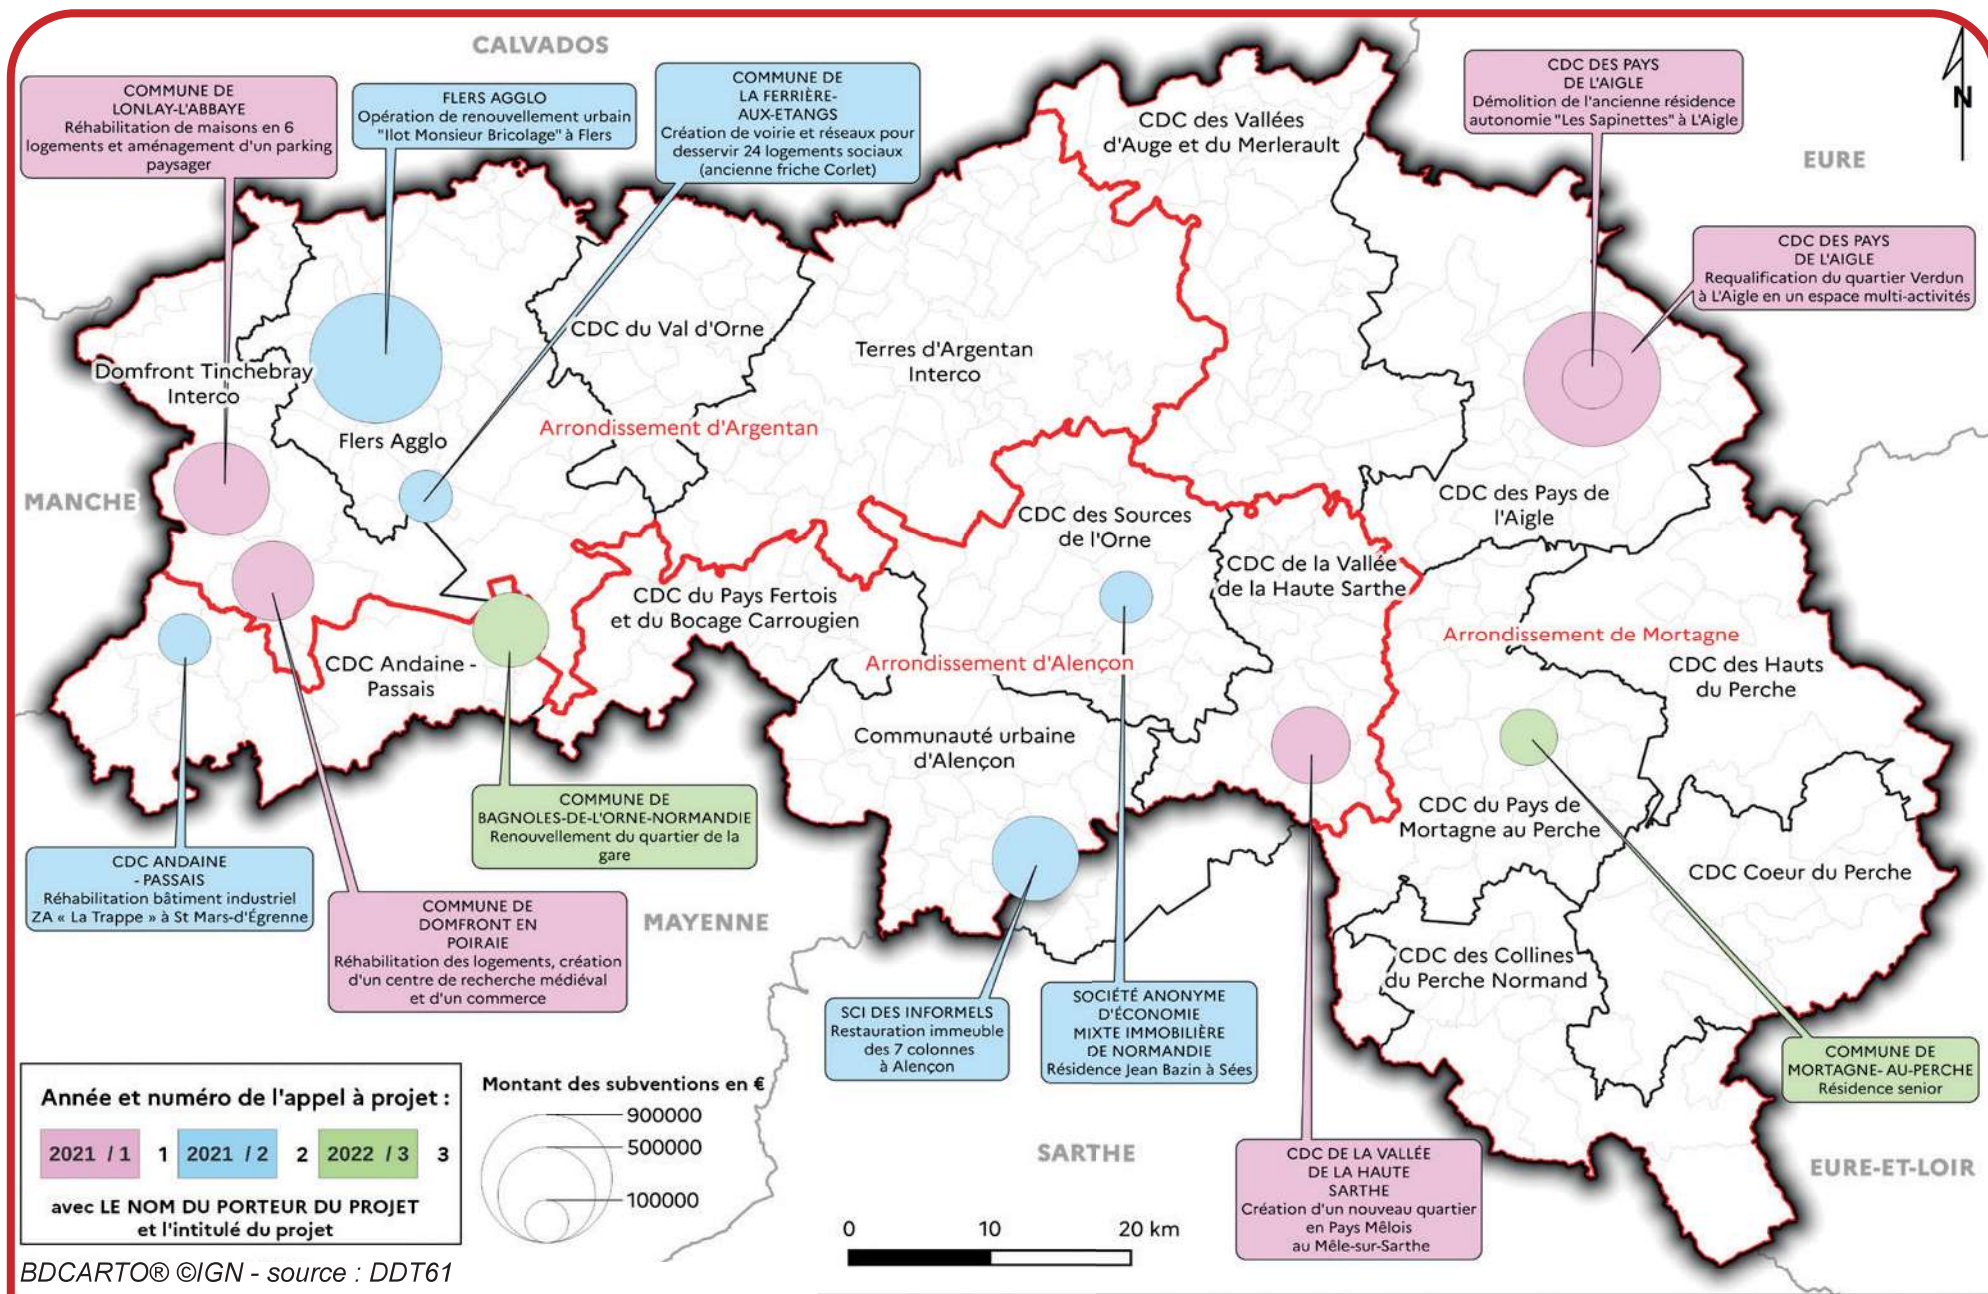 CALVADOS
COMMUNE DE
LONLAY-L'ABBAYE
Réhabilitation de maisons en 6
logements et aménagement d'un parking
paysager
FLERS AGGLO
Opération de renouvellement urbain
"Ilot Monsieur Bricolage" à Flers
COMMUNE DE
LA FERRIÈRE-
AUX-ETANGS
Création de voirie et réseaux pour
desservir 24 logements sociaux
(ancienne friche Corlet)
CDC des Vallées
d'Auge et du Merlerault
CDC DES PAYS
DE L'AIGLE
Démolition de l'ancienne résidence
autonomie "Les Sapinettes" à L'Aigle
N
EURE
CDC DES PAYS
DE L'AIGLE
Requalification du quartier Verdun
à L'Aigle en un espace multi-activités
CDC du Val d'Orne
Terres d'Argentan
Interco
Domfront Tinchebray
Interco
Flers Agglo
Arrondissement d'Argentan
MANCHE
CDC des Pays de
l'Aigle
CDC des Sources
de l'Orne
CDC de la Vallée
de la Haute Sarthe
CDC du Pays Fertois
et du Bocage Carrougien
Arrondissement de Mortagne
CDC des Hauts
du Perche
CDC Andaine -
Passais
Arrondissement d'Alençon
Communauté urbaine
d'Alençon
COMMUNE DE
BAGNOLES-DE-L'ORNE-NORMANDIE
Renouvellement du quartier de la
gare
CDC du Pays de
Mortagne au Perche
CDC Coeur du Perche
CDC ANDAINE
- PASSAIS
Réhabilitation bâtiment industriel
ZA « La Trappe » à St Mars-d'Égrenne
COMMUNE DE
DOMFRONT EN
POIRAIE
Réhabilitation des logements, création
d'un centre de recherche médiéval
et d'un commerce
MAYENNE
CDC des Collines
du Perche Normand
SCI DES INFORMELS
Restauration immeuble
des 7 colonnes
à Alençon
SOCIÉTÉ ANONYME
D'ÉCONOMIE
MIXTE IMMOBILIÈRE
DE NORMANDIE
Résidence Jean Bazin à Sées
COMMUNE DE
MORTAGNE- AU-PERCHE
Résidence senior
SARTHE
CDC DE LA VALLÉE
DE LA HAUTE
SARTHE
Création d'un nouveau quartier
en Pays Mêlois
au Mêle-sur-Sarthe
EURE-ET-LOIR
Année et numéro de l'appel à projet :
2021 / 1 1 2021 / 2 2 2022 / 3 3
avec LE NOM DU PORTEUR DU PROJET
et l'intitulé du projet
Montant des subventions en €
900000
500000
100000
0 10 20 km
BDCARTO® ©IGN - source : DDT61